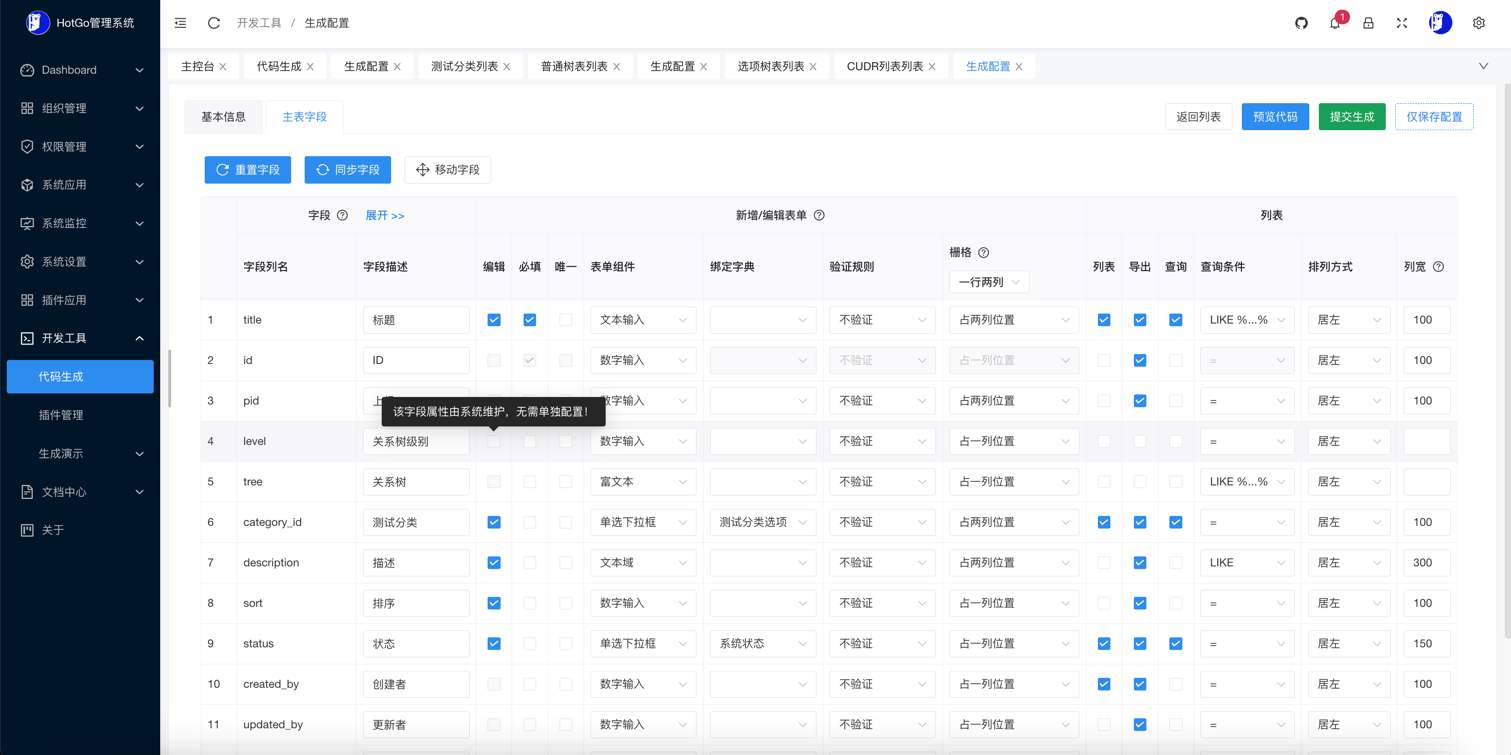 HotGo管理系统
开发工具 / 生成配置
1
Dashboard
组织管理
权限管理
系统应用
系统监控
系统设置
插件应用
开发工具
代码生成
插件管理
生成演示
文档中心
关于
主控台 代码生成 生成配置 测试分类列表 普通树表列表 生成配置 选项树表列表 CUDR列表列表 生成配置
基本信息 主表字段 返回列表 预览代码 提交生成 仅保存配置
重置字段 同步字段 移动字段
字段 展开 >> 新增/编辑表单 列表
字段列名 字段描述 编辑 必填 唯一 表单组件 绑定字典 验证规则 栅格 一行两列 列表 导出 查询 查询条件 排列方式 列宽
1 title 标题 文本输入 不验证 占两列位置 LIKE %...% 居左 100
2 id ID 数字输入 不验证 占一列位置 = 居左 100
3 pid 数字输入 不验证 占两列位置 = 居左 100
该字段属性由系统维护，无需单独配置！
4 level 关系树级别 数字输入 不验证 占一列位置 = 居左
5 tree 关系树 富文本 不验证 占一列位置 LIKE %...% 居左
6 category_id 测试分类 单选下拉框 测试分类选项 不验证 占两列位置 = 居左 100
7 description 描述 文本域 不验证 占两列位置 LIKE 居左 300
8 sort 排序 数字输入 不验证 占一列位置 = 居左 100
9 status 状态 单选下拉框 系统状态 不验证 占一列位置 = 居左 150
10 created_by 创建者 数字输入 不验证 占一列位置 = 居左 100
11 updated_by 更新者 数字输入 不验证 占一列位置 = 居左 100